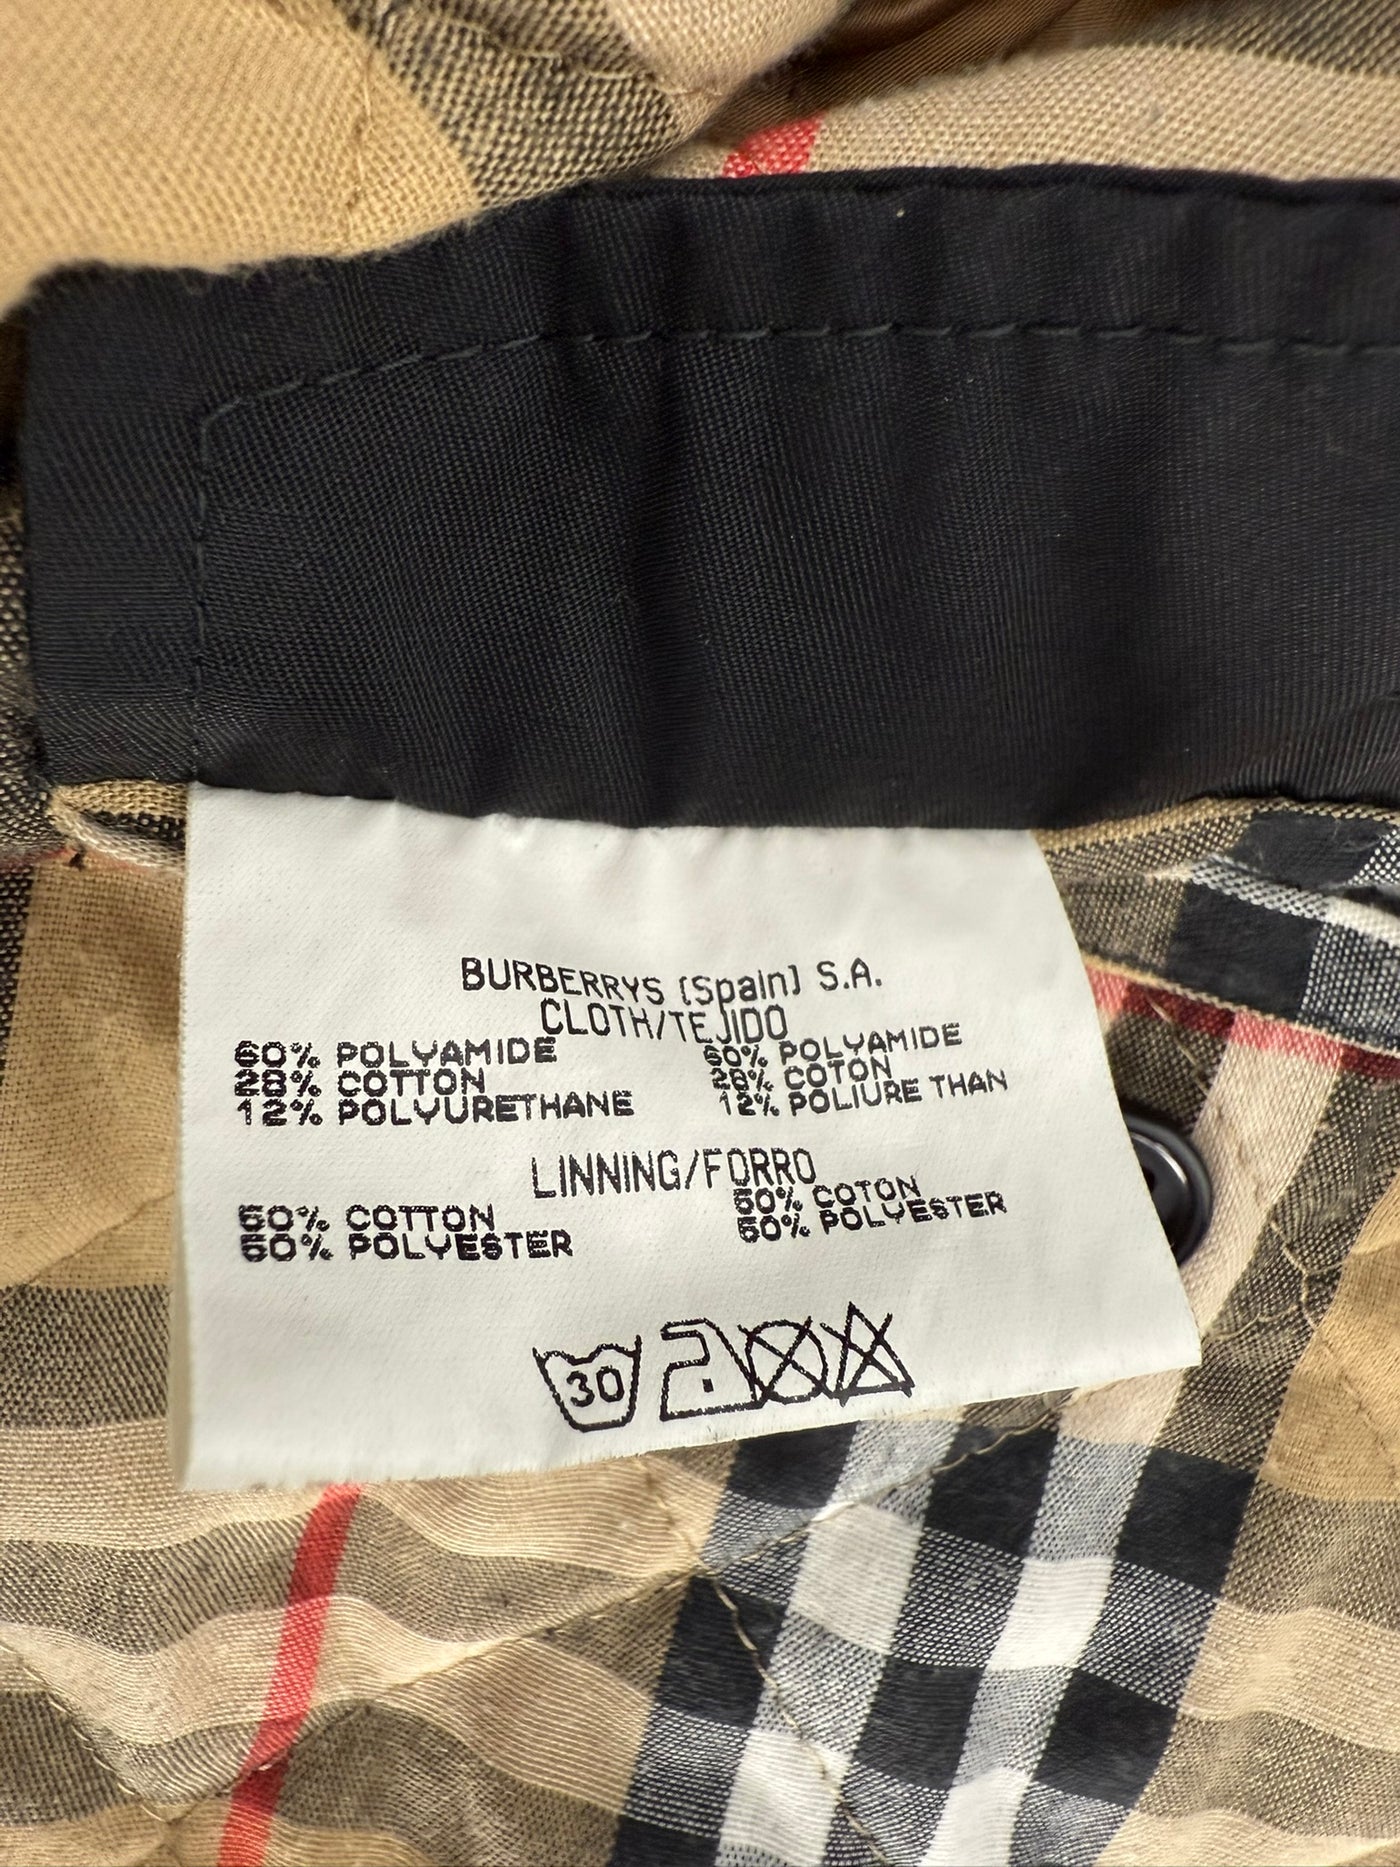 BURBERRYS (Spain) S.A.
CLOTH/TEJIDO
60% POLYAMIDE 60% POLYAMIDE
28% COTTON 28% COTON
12% POLYURETHANE 12% POLIURE THAN
LINNING/FORRO
50% COTTON 50% COTON
50% POLYESTER 50% POLYESTER
30